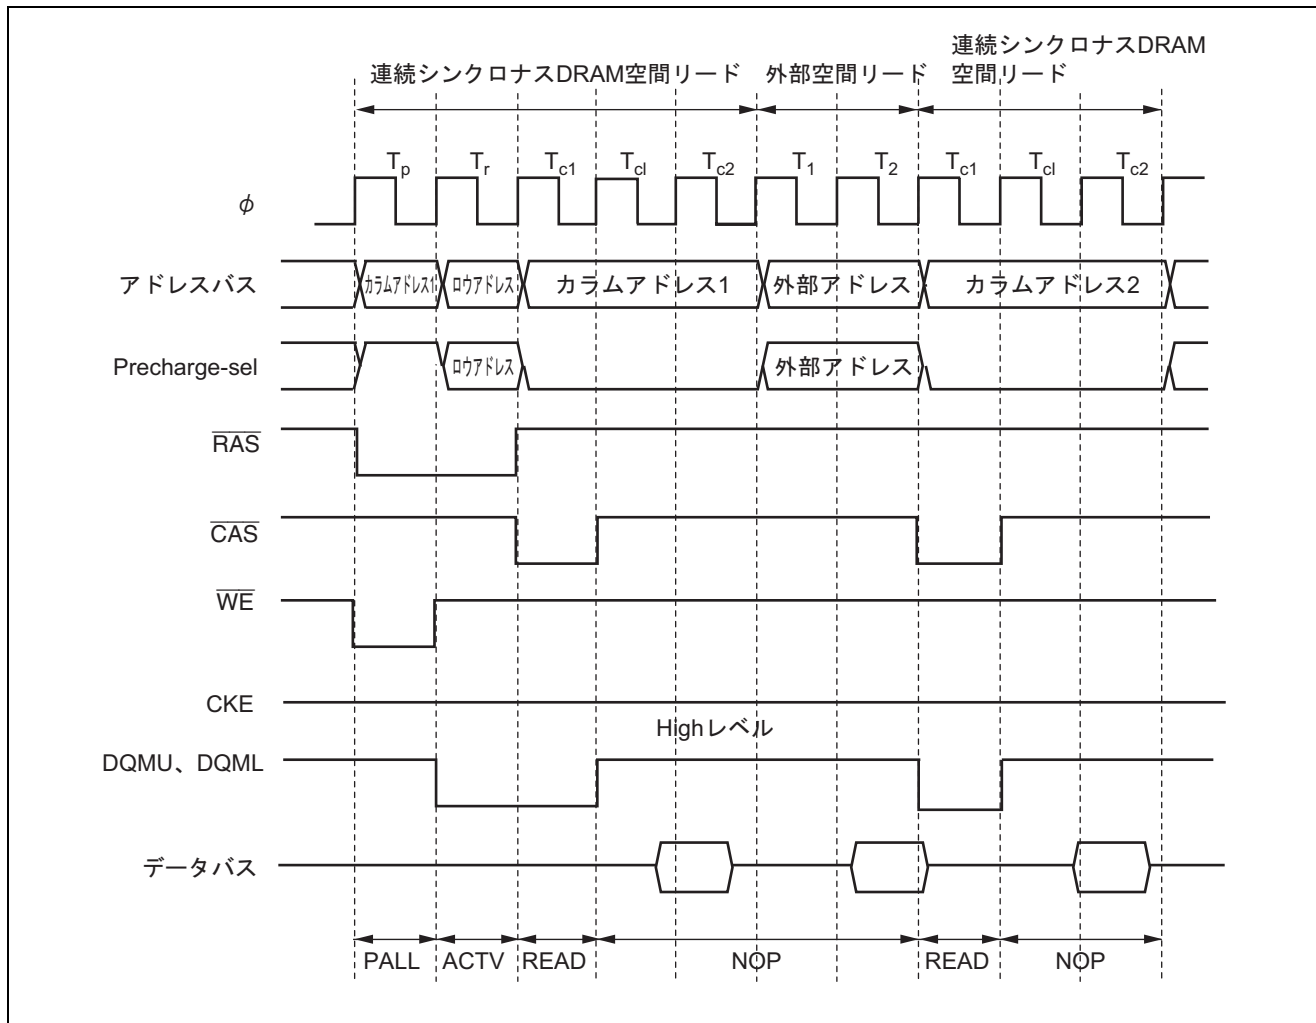 連続シンクロナスDRAM空間リード 外部空間リード 連続シンクロナスDRAM
空間リード
Tp Tr Tc1 Tcl Tc2 T1 T2 Tc1 Tcl Tc2
φ
アドレスバス カラムアドレス1 ロウアドレス カラムアドレス1 外部アドレス カラムアドレス2
Precharge-sel ロウアドレス 外部アドレス
RAS
CAS
WE
CKE
Highレベル
DQMU、DQML
データバス
PALL ACTV READ NOP READ NOP